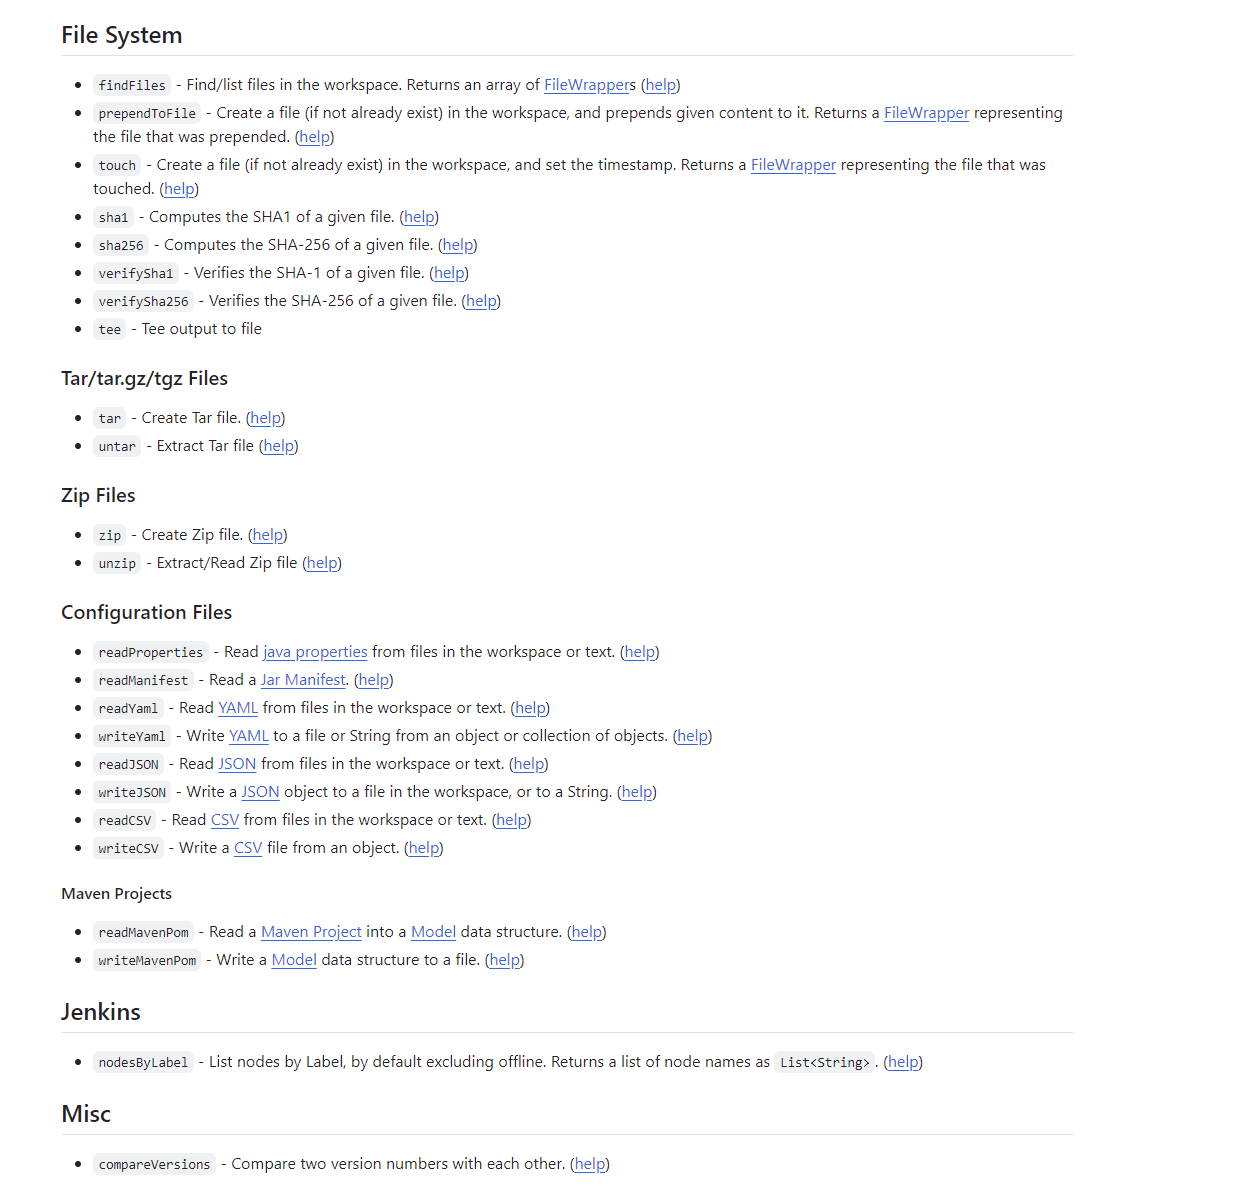 File System
findFiles - Find/list files in the workspace. Returns an array of FileWrappers (help)
prependToFile - Create a file (if not already exist) in the workspace, and prepends given content to it. Returns a FileWrapper representing
the file that was prepended. (help)
touch - Create a file (if not already exist) in the workspace, and set the timestamp. Returns a FileWrapper representing the file that was
touched. (help)
sha1 - Computes the SHA1 of a given file. (help)
sha256 - Computes the SHA-256 of a given file. (help)
verifySha1 - Verifies the SHA-1 of a given file. (help)
verifySha256 - Verifies the SHA-256 of a given file. (help)
tee - Tee output to file
Tar/tar.gz/tgz Files
tar - Create Tar file. (help)
untar - Extract Tar file (help)
Zip Files
zip - Create Zip file. (help)
unzip - Extract/Read Zip file (help)
Configuration Files
readProperties - Read java properties from files in the workspace or text. (help)
readManifest - Read a Jar Manifest. (help)
readYaml - Read YAML from files in the workspace or text. (help)
writeYaml - Write YAML to a file or String from an object or collection of objects. (help)
readJSON - Read JSON from files in the workspace or text. (help)
writeJSON - Write a JSON object to a file in the workspace, or to a String. (help)
readCSV - Read CSV from files in the workspace or text. (help)
writeCSV - Write a CSV file from an object. (help)
Maven Projects
readMavenPom - Read a Maven Project into a Model data structure. (help)
writeMavenPom - Write a Model data structure to a file. (help)
Jenkins
nodesByLabel - List nodes by Label, by default excluding offline. Returns a list of node names as List<String>. (help)
Misc
compareVersions - Compare two version numbers with each other. (help)